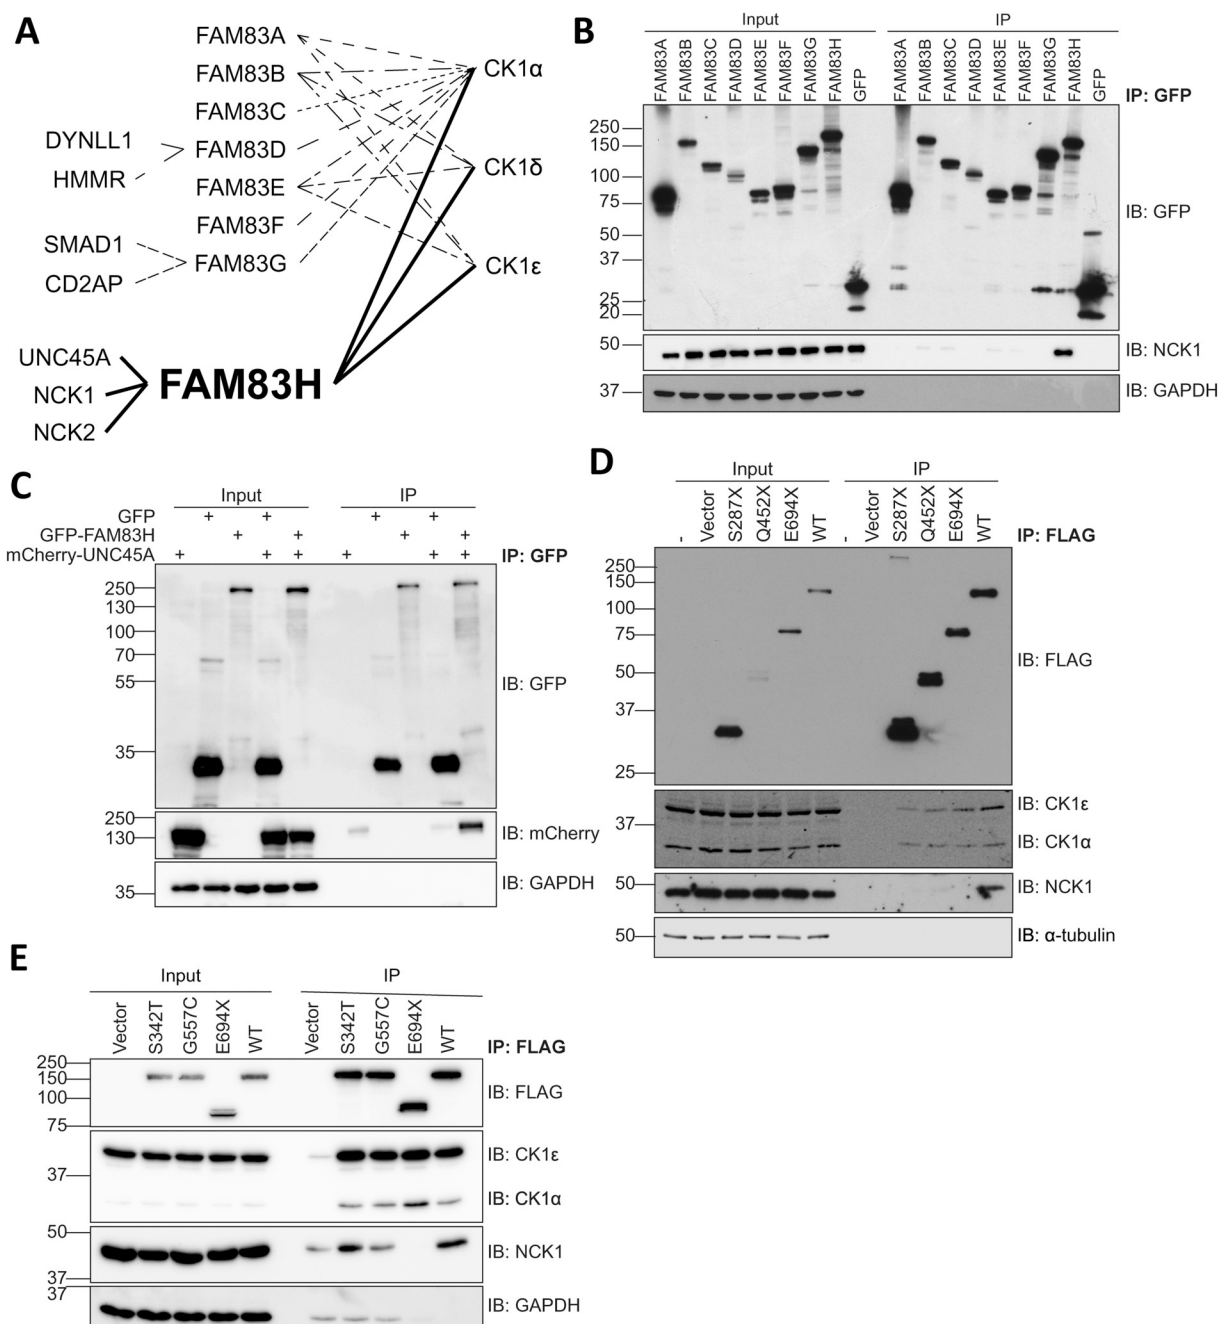 A
FAM83A
FAM83B
FAM83C
FAM83D
FAM83E
FAM83F
FAM83G
DYNLL1
HMMR
SMAD1
CD2AP
UNC45A
NCK1
NCK2
FAM83H
CK1α
CK1δ
CK1ε
B
Input IP
FAM83A FAM83B FAM83C FAM83D FAM83E FAM83F FAM83G FAM83H GFP FAM83A FAM83B FAM83C FAM83D FAM83E FAM83F FAM83G FAM83H GFP
IP: GFP
250
150
100
75
50
37
25
20
IB: GFP
50
IB: NCK1
37
IB: GAPDH
C
Input IP
GFP + + + +
GFP-FAM83H + + + +
mCherry-UNC45A + + + + + +
IP: GFP
250
130
100
70
55
35
IB: GFP
250
130
IB: mCherry
35
IB: GAPDH
D
Input IP
- Vector S287X Q452X E694X WT - Vector S287X Q452X E694X WT
IP: FLAG
250
150
100
75
50
37
25
IB: FLAG
IB: CK1ε
37
IB: CK1α
50
IB: NCK1
50
IB: α-tubulin
E
Input IP
Vector S342T G557C E694X WT Vector S342T G557C E694X WT
IP: FLAG
250
150
100
75
IB: FLAG
IB: CK1ε
37
IB: CK1α
50
IB: NCK1
37
37
IB: GAPDH